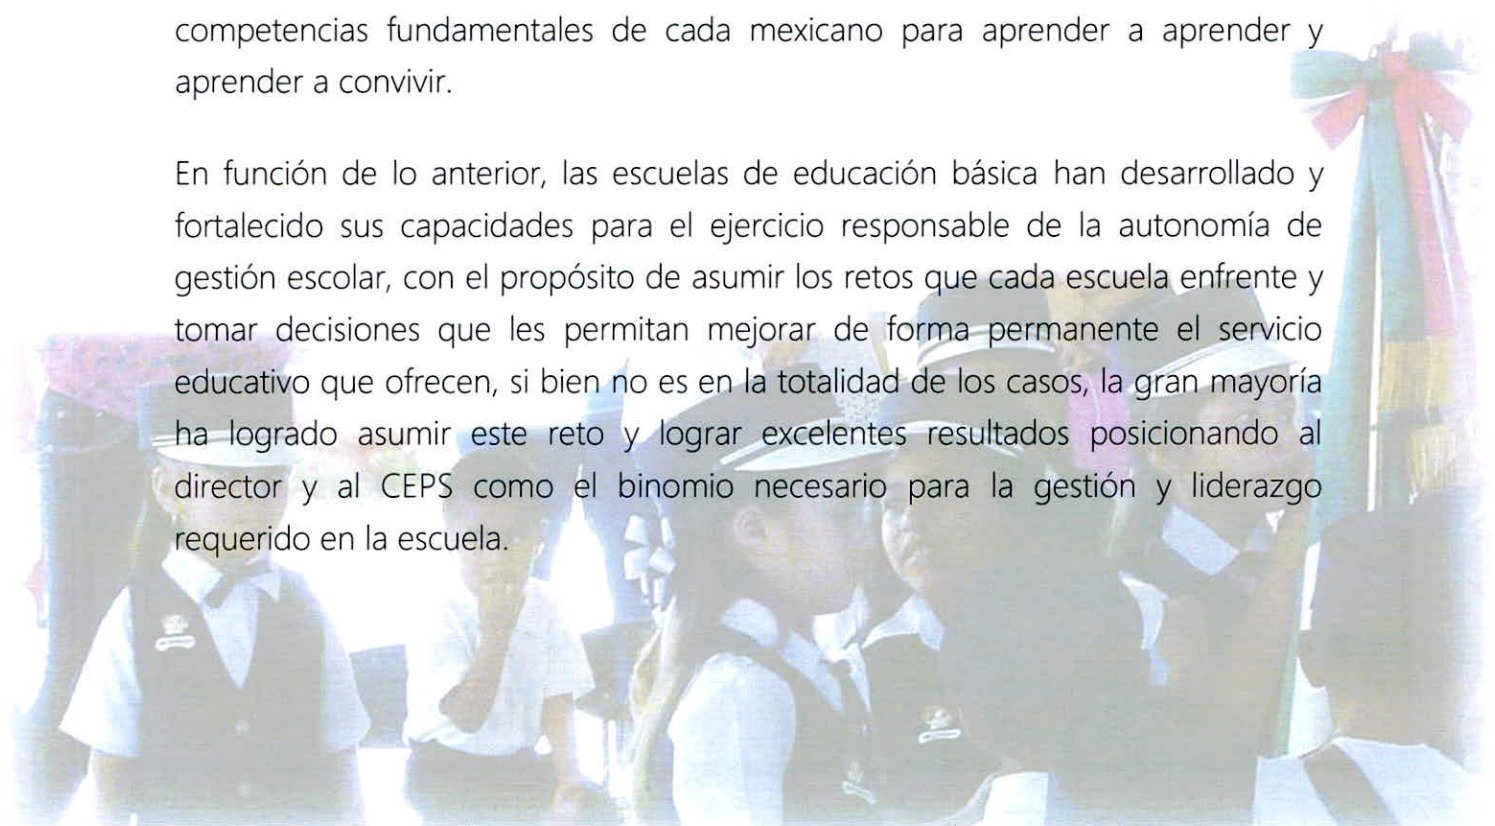 competencias fundamentales de cada mexicano para aprender a aprender y
aprender a convivir.
En función de lo anterior, las escuelas de educación básica han desarrollado y
fortalecido sus capacidades para el ejercicio responsable de la autonomía de
gestión escolar, con el propósito de asumir los retos que cada escuela enfrente y
tomar decisiones que les permitan mejorar de forma permanente el servicio
educativo que ofrecen, si bien no es en la totalidad de los casos, la gran mayoría
ha logrado asumir este reto y lograr excelentes resultados posicionando al
director y al CEPS como el binomio necesario para la gestión y liderazgo
requerido en la escuela.